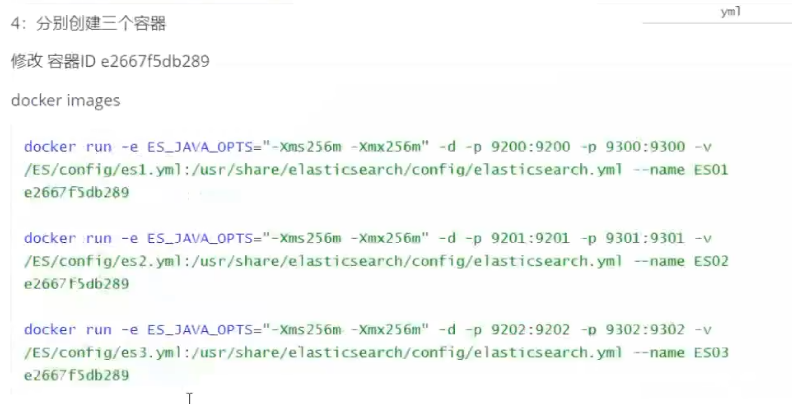 yml
4：分别创建三个容器
修改 容器ID e2667f5db289
docker images
docker run -e ES_JAVA_OPTS="-Xms256m -Xmx256m" -d -p 9200:9200 -p 9300:9300 -v
/ES/config/es1.yml:/usr/share/elasticsearch/config/elasticsearch.yml --name ES01
e2667f5db289
docker run -e ES_JAVA_OPTS="-Xms256m -Xmx256m" -d -p 9201:9201 -p 9301:9301 -v
/ES/config/es2.yml:/usr/share/elasticsearch/config/elasticsearch.yml --name ES02
e2667f5db289
docker run -e ES_JAVA_OPTS="-Xms256m -Xmx256m" -d -p 9202:9202 -p 9302:9302 -v
/ES/config/es3.yml:/usr/share/elasticsearch/config/elasticsearch.yml --name ES03
e2667f5db289